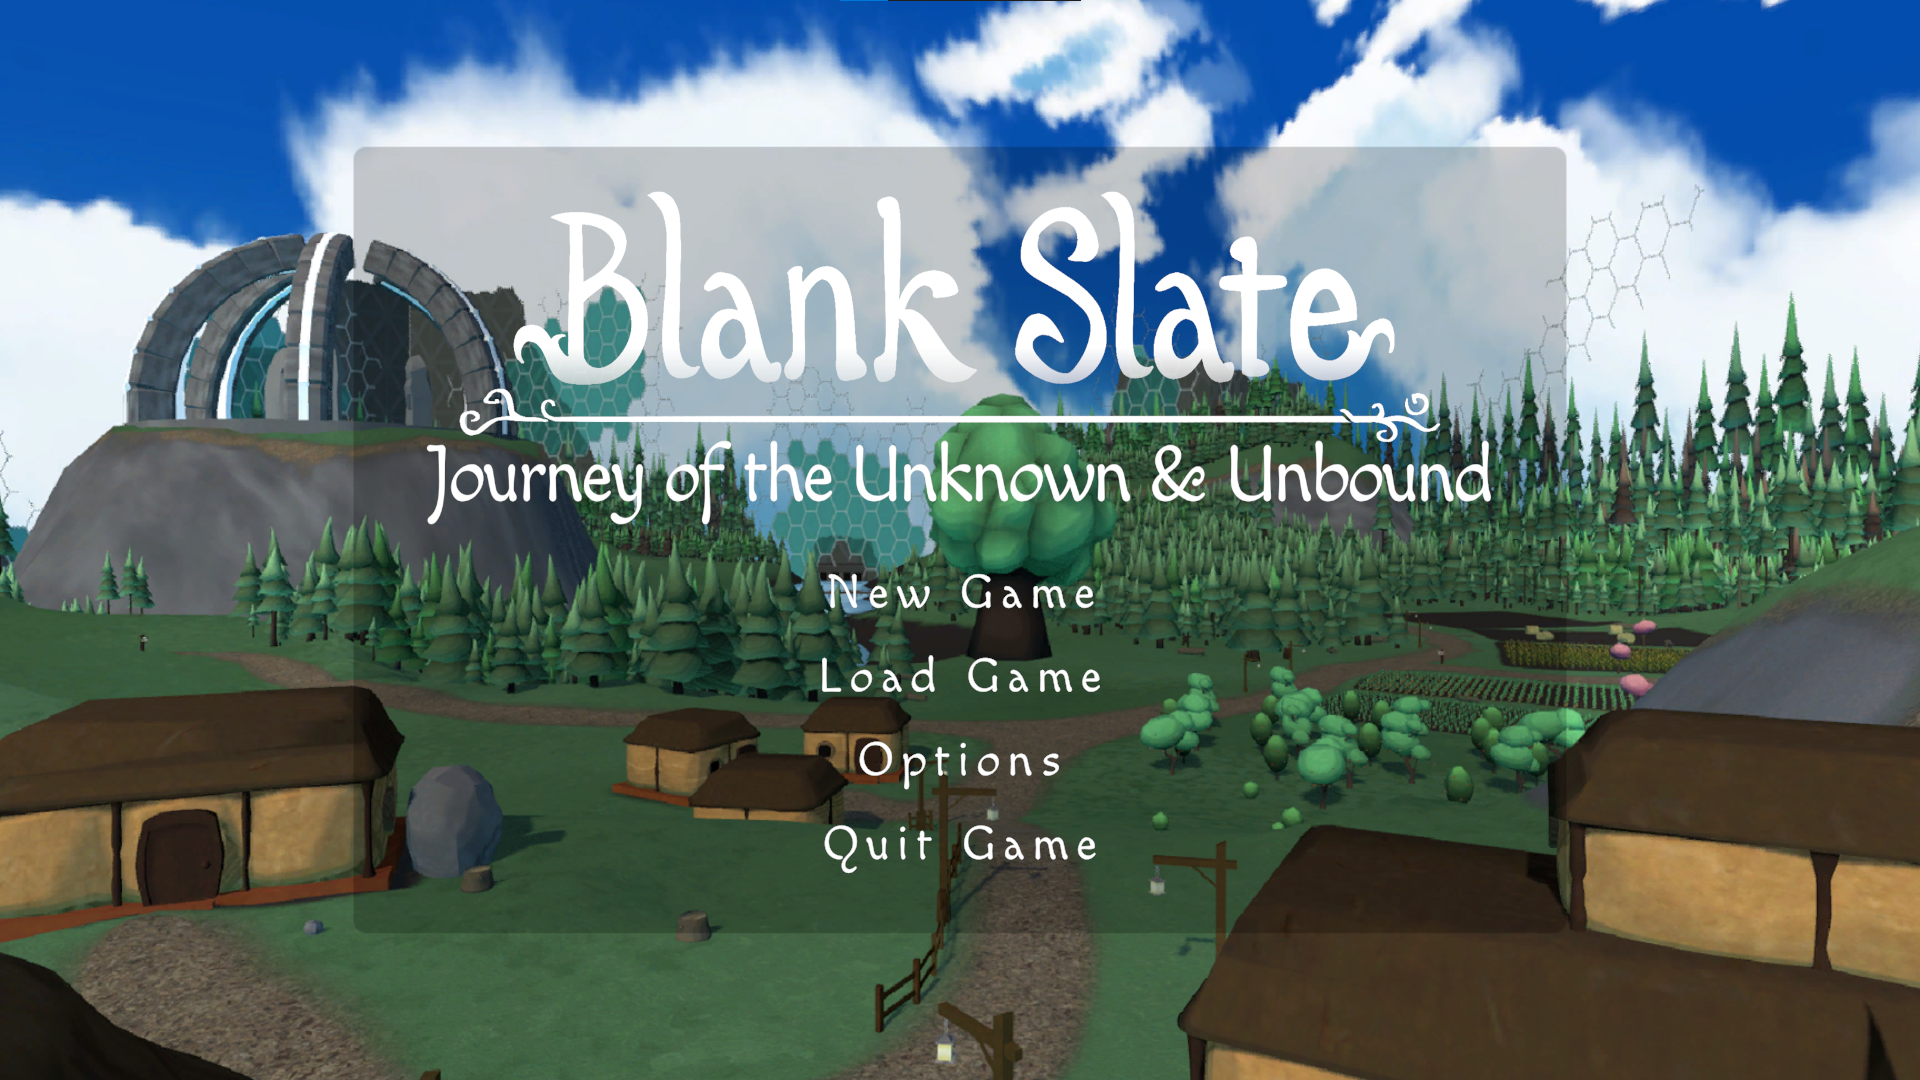 Blank Slate
Journey of the Unknown & Unbound
New Game
Load Game
Options
Quit Game